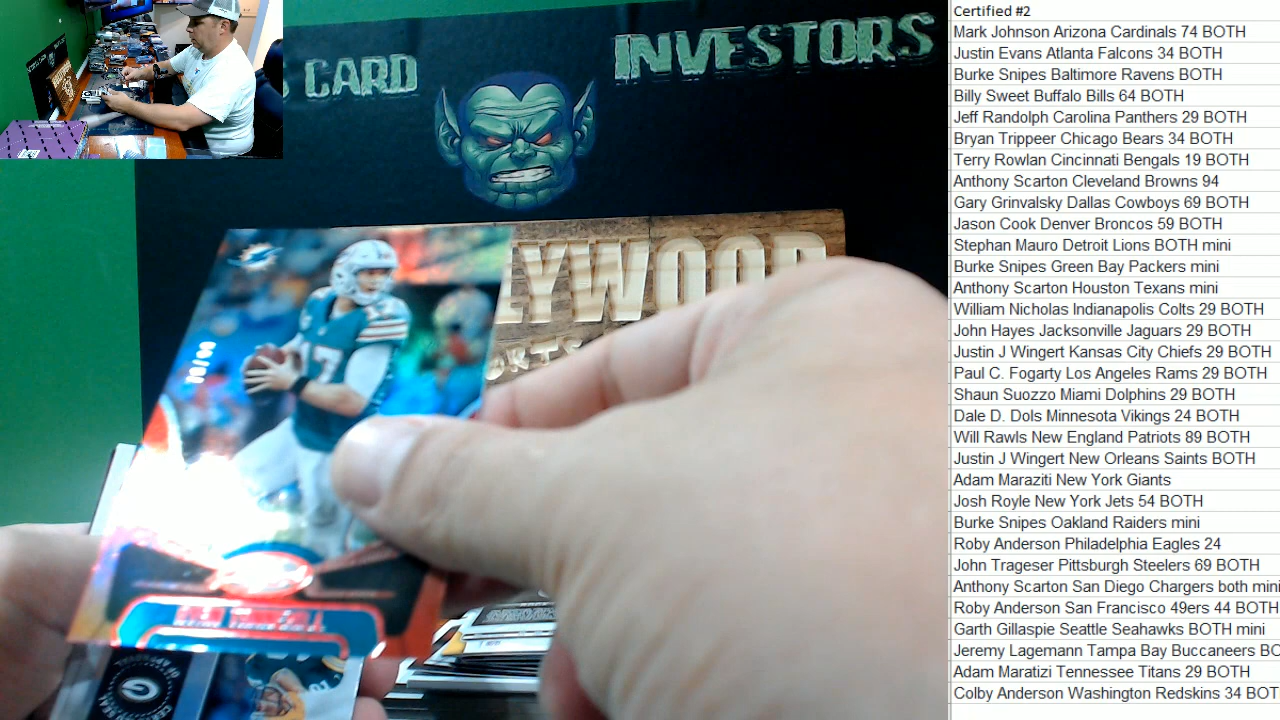 CARD
INVESTORS
LYWOOD
17
Certified #2
Mark Johnson Arizona Cardinals 74 BOTH
Justin Evans Atlanta Falcons 34 BOTH
Burke Snipes Baltimore Ravens BOTH
Billy Sweet Buffalo Bills 64 BOTH
Jeff Randolph Carolina Panthers 29 BOTH
Bryan Trippeer Chicago Bears 34 BOTH
Terry Rowlan Cincinnati Bengals 19 BOTH
Anthony Scarton Cleveland Browns 94
Gary Grinvalsky Dallas Cowboys 69 BOTH
Jason Cook Denver Broncos 59 BOTH
Stephan Mauro Detroit Lions BOTH mini
Burke Snipes Green Bay Packers mini
Anthony Scarton Houston Texans mini
William Nicholas Indianapolis Colts 29 BOTH
John Hayes Jacksonville Jaguars 29 BOTH
Justin J Wingert Kansas City Chiefs 29 BOTH
Paul C. Fogarty Los Angeles Rams 29 BOTH
Shaun Suozzo Miami Dolphins 29 BOTH
Dale D. Dols Minnesota Vikings 24 BOTH
Will Rawls New England Patriots 89 BOTH
Justin J Wingert New Orleans Saints BOTH
Adam Maraziti New York Giants
Josh Royle New York Jets 54 BOTH
Burke Snipes Oakland Raiders mini
Roby Anderson Philadelphia Eagles 24
John Trageser Pittsburgh Steelers 69 BOTH
Anthony Scarton San Diego Chargers both mini
Roby Anderson San Francisco 49ers 44 BOTH
Garth Gillaspie Seattle Seahawks BOTH mini
Jeremy Lagemann Tampa Bay Buccaneers BO
Adam Maratizi Tennessee Titans 29 BOTH
Colby Anderson Washington Redskins 34 BOT